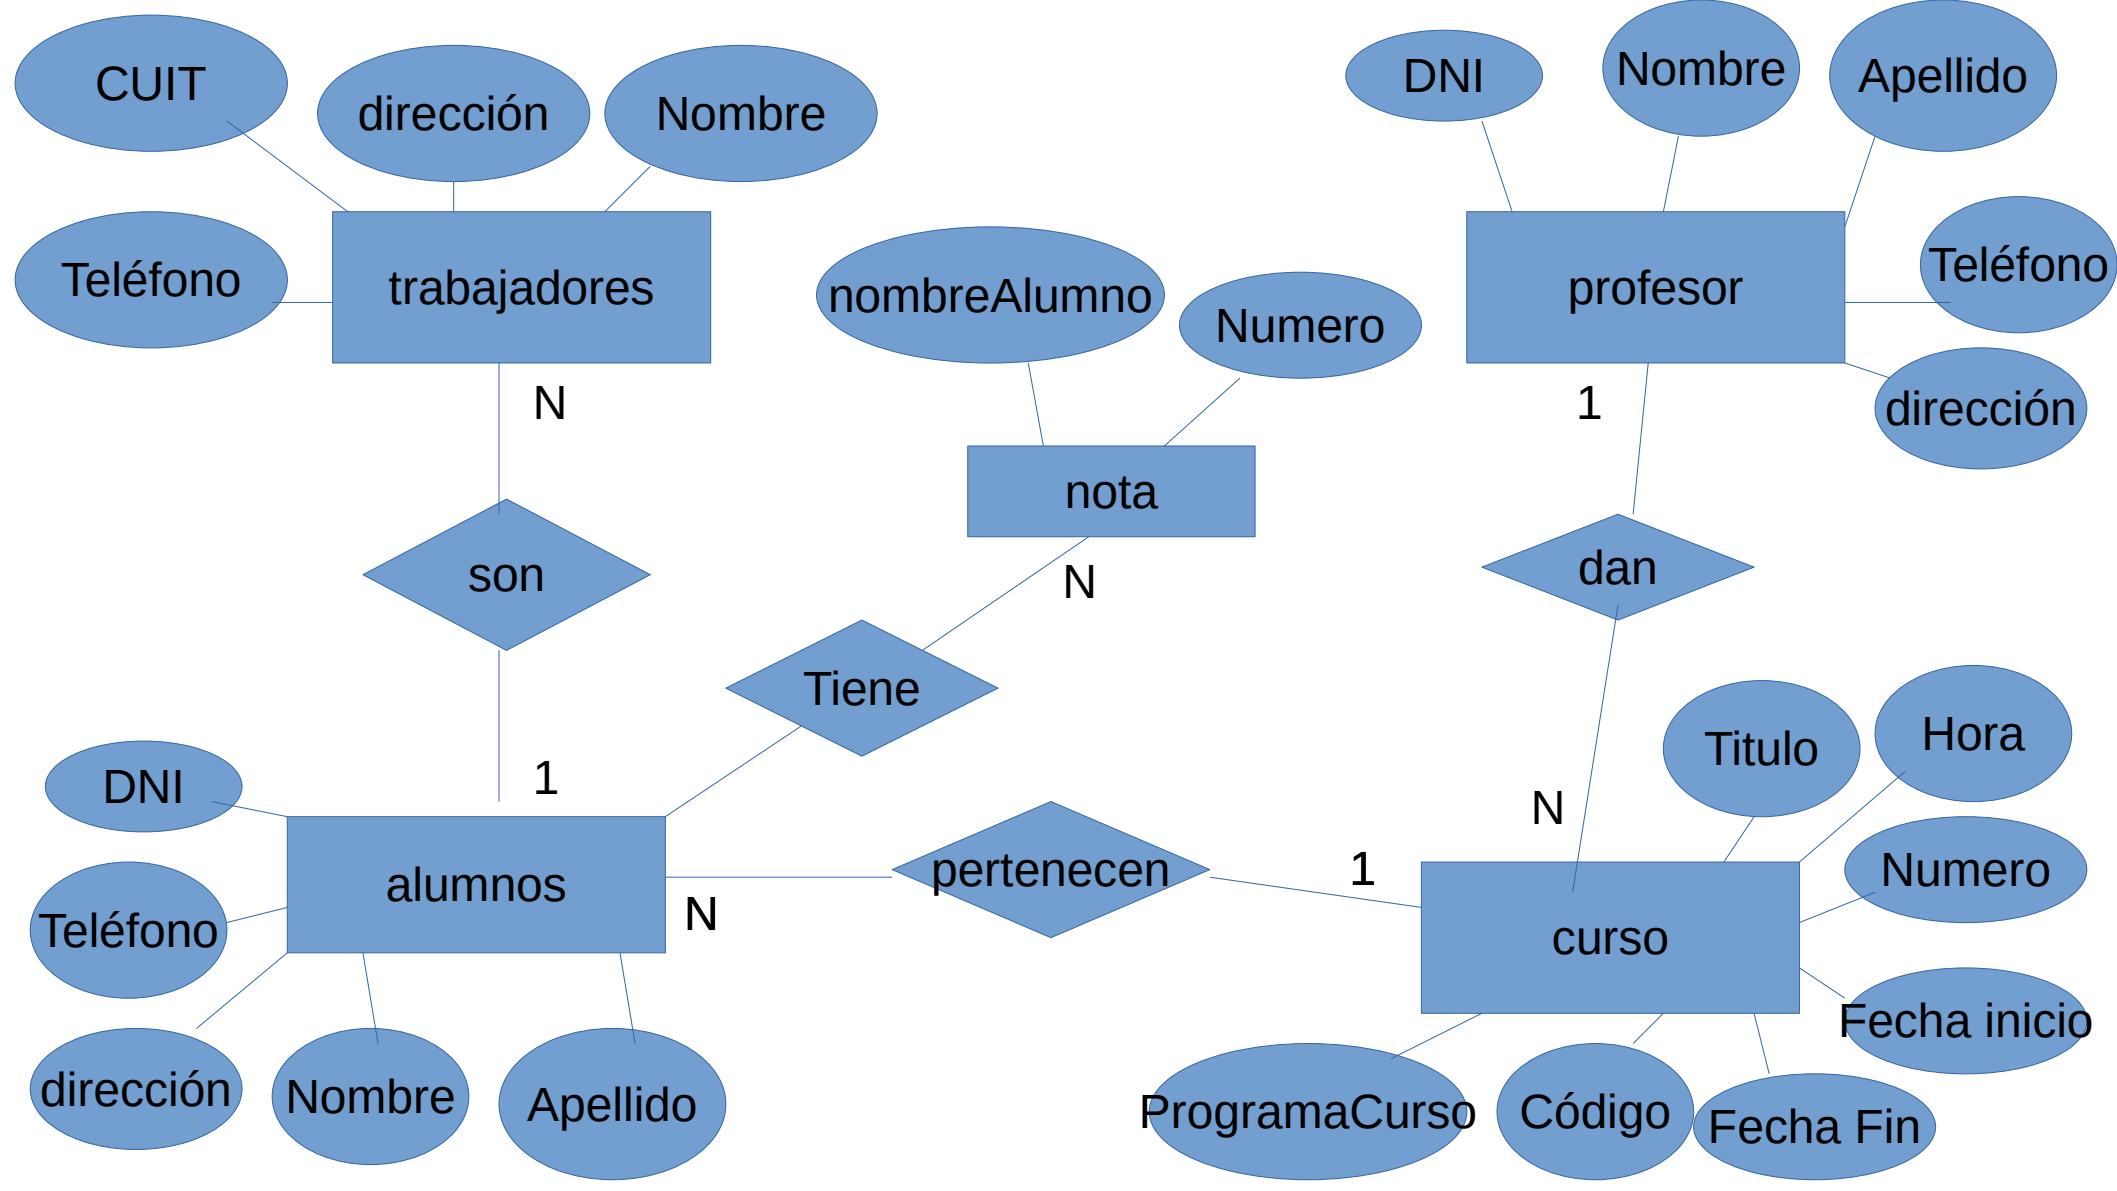 CUIT
dirección
Nombre
DNI
Nombre
Apellido
Teléfono
trabajadores
nombreAlumno
Numero
profesor
Teléfono
dirección
N
1
nota
son
N
dan
Tiene
Titulo
Hora
DNI
1
N
Numero
alumnos
N
pertenecen
1
curso
Teléfono
Fecha inicio
dirección
Nombre
Apellido
ProgramaCurso
Código
Fecha Fin